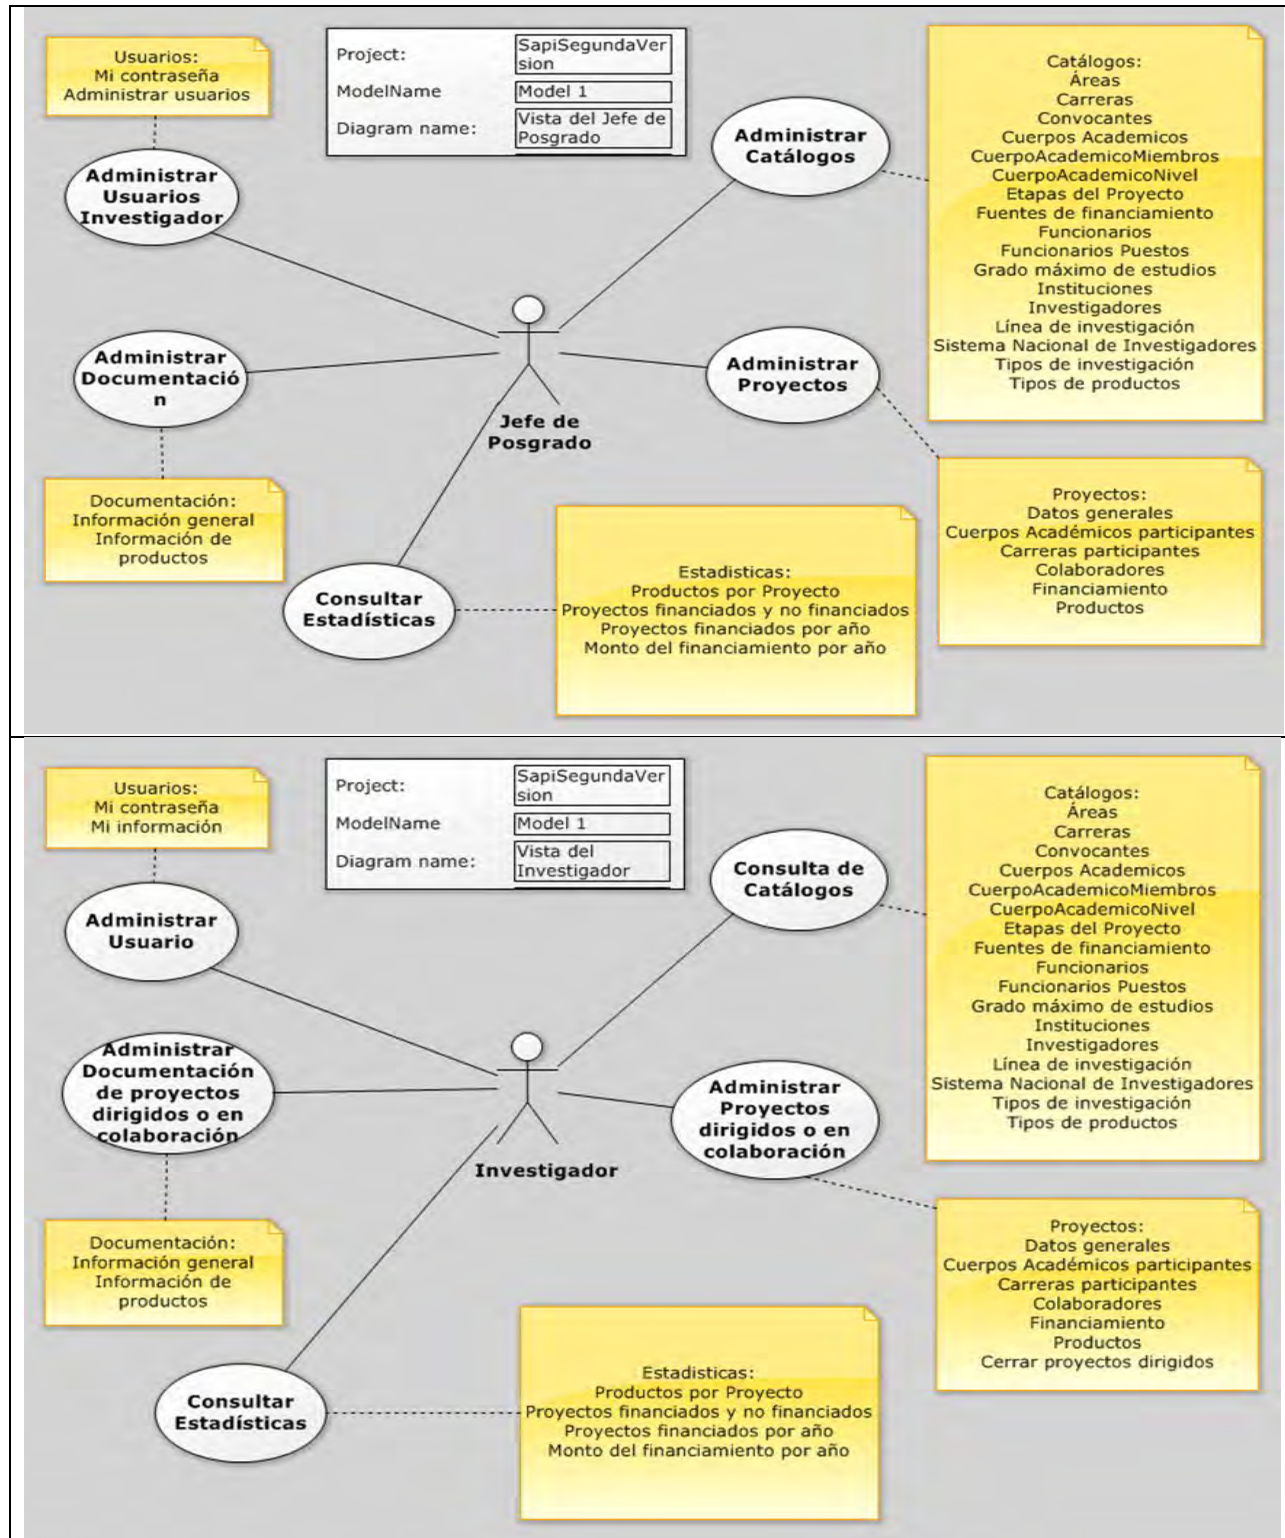 Usuarios:
Mi contraseña
Administrar usuarios
Project:
SapiSegundaVer
sion
ModelName
Model 1
Diagram name:
Vista del Jefe de
Posgrado
Catálogos:
Áreas
Carreras
Convocantes
Cuerpos Academicos
CuerpoAcademicoMiembros
CuerpoAcademicoNivel
Etapas del Proyecto
Fuentes de financiamiento
Funcionarios
Funcionarios Puestos
Grado máximo de estudios
Instituciones
Investigadores
Línea de investigación
Sistema Nacional de Investigadores
Tipos de investigación
Tipos de productos
Administrar
Catálogos
Administrar
Usuarios
Investigador
Administrar
Documentació
n
Administrar
Proyectos
Jefe de
Posgrado
Documentación:
Información general
Información de
productos
Consultar
Estadísticas
Estadisticas:
Productos por Proyecto
Proyectos financiados y no financiados
Proyectos financiados por año
Monto del financiamiento por año
Proyectos:
Datos generales
Cuerpos Académicos participantes
Carreras participantes
Colaboradores
Financiamiento
Productos
Usuarios:
Mi contraseña
Mi información
Project:
SapiSegundaVer
sion
ModelName
Model 1
Diagram name:
Vista del
Investigador
Catálogos:
Áreas
Carreras
Convocantes
Cuerpos Academicos
CuerpoAcademicoMiembros
CuerpoAcademicoNivel
Etapas del Proyecto
Fuentes de financiamiento
Funcionarios
Funcionarios Puestos
Grado máximo de estudios
Instituciones
Investigadores
Línea de investigación
Sistema Nacional de Investigadores
Tipos de investigación
Tipos de productos
Consulta de
Catálogos
Administrar
Usuario
Administrar
Documentación
de proyectos
dirigidos o en
colaboración
Administrar
Proyectos
dirigidos o en
colaboración
Investigador
Documentación:
Información general
Información de
productos
Consultar
Estadísticas
Estadisticas:
Productos por Proyecto
Proyectos financiados y no financiados
Proyectos financiados por año
Monto del financiamiento por año
Proyectos:
Datos generales
Cuerpos Académicos participantes
Carreras participantes
Colaboradores
Financiamiento
Productos
Cerrar proyectos dirigidos